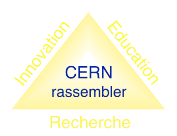 Innovation
Education
CERN
rassembler
Recherche